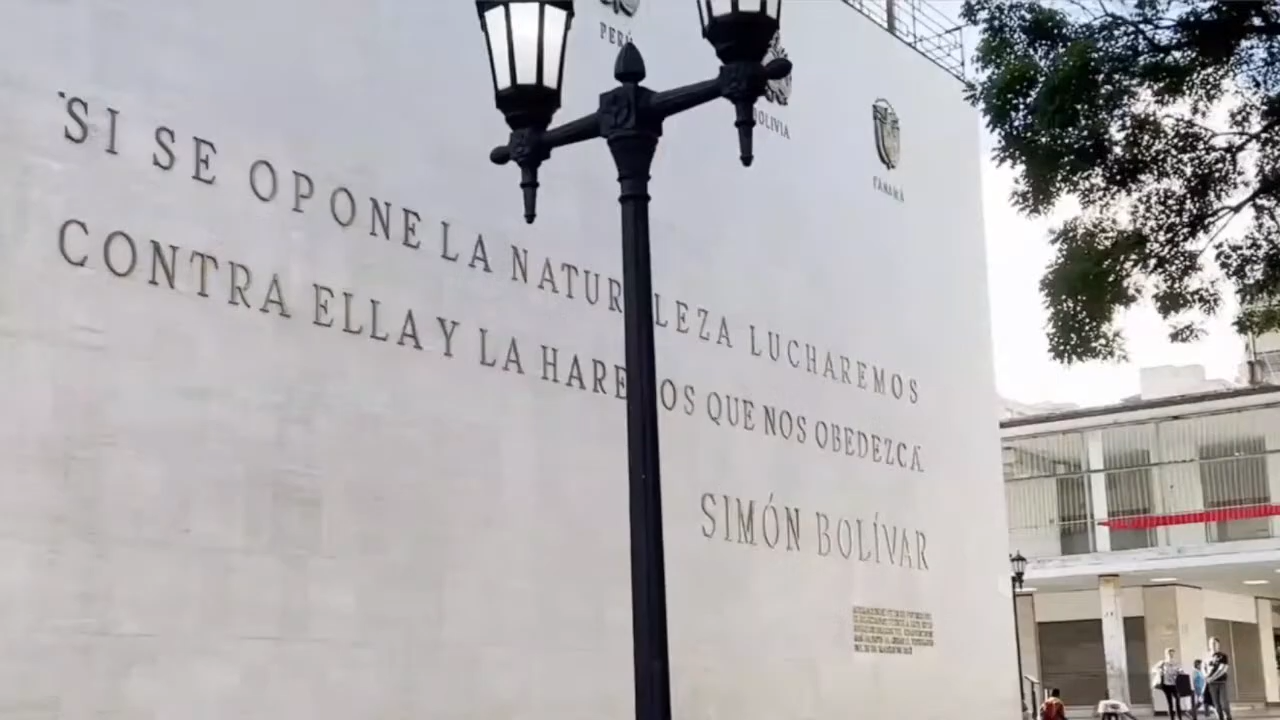 PERÚ
BOLIVIA
PANAMÁ
"SI SE OPONE LA NATURALEZA LUCHAREMOS
CONTRA ELLA Y LA HAREMOS QUE NOS OBEDEZCA"
SIMÓN BOLÍVAR